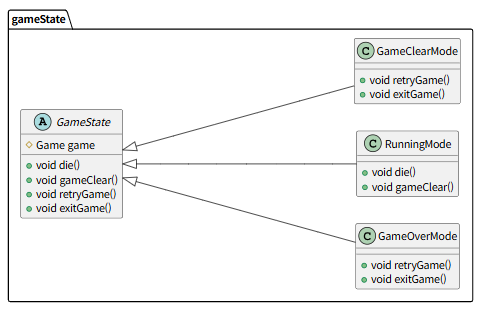 gameState
A GameState
Game game
void die()
void gameClear()
void retryGame()
void exitGame()
C GameClearMode
void retryGame()
void exitGame()
C RunningMode
void die()
void gameClear()
C GameOverMode
void retryGame()
void exitGame()